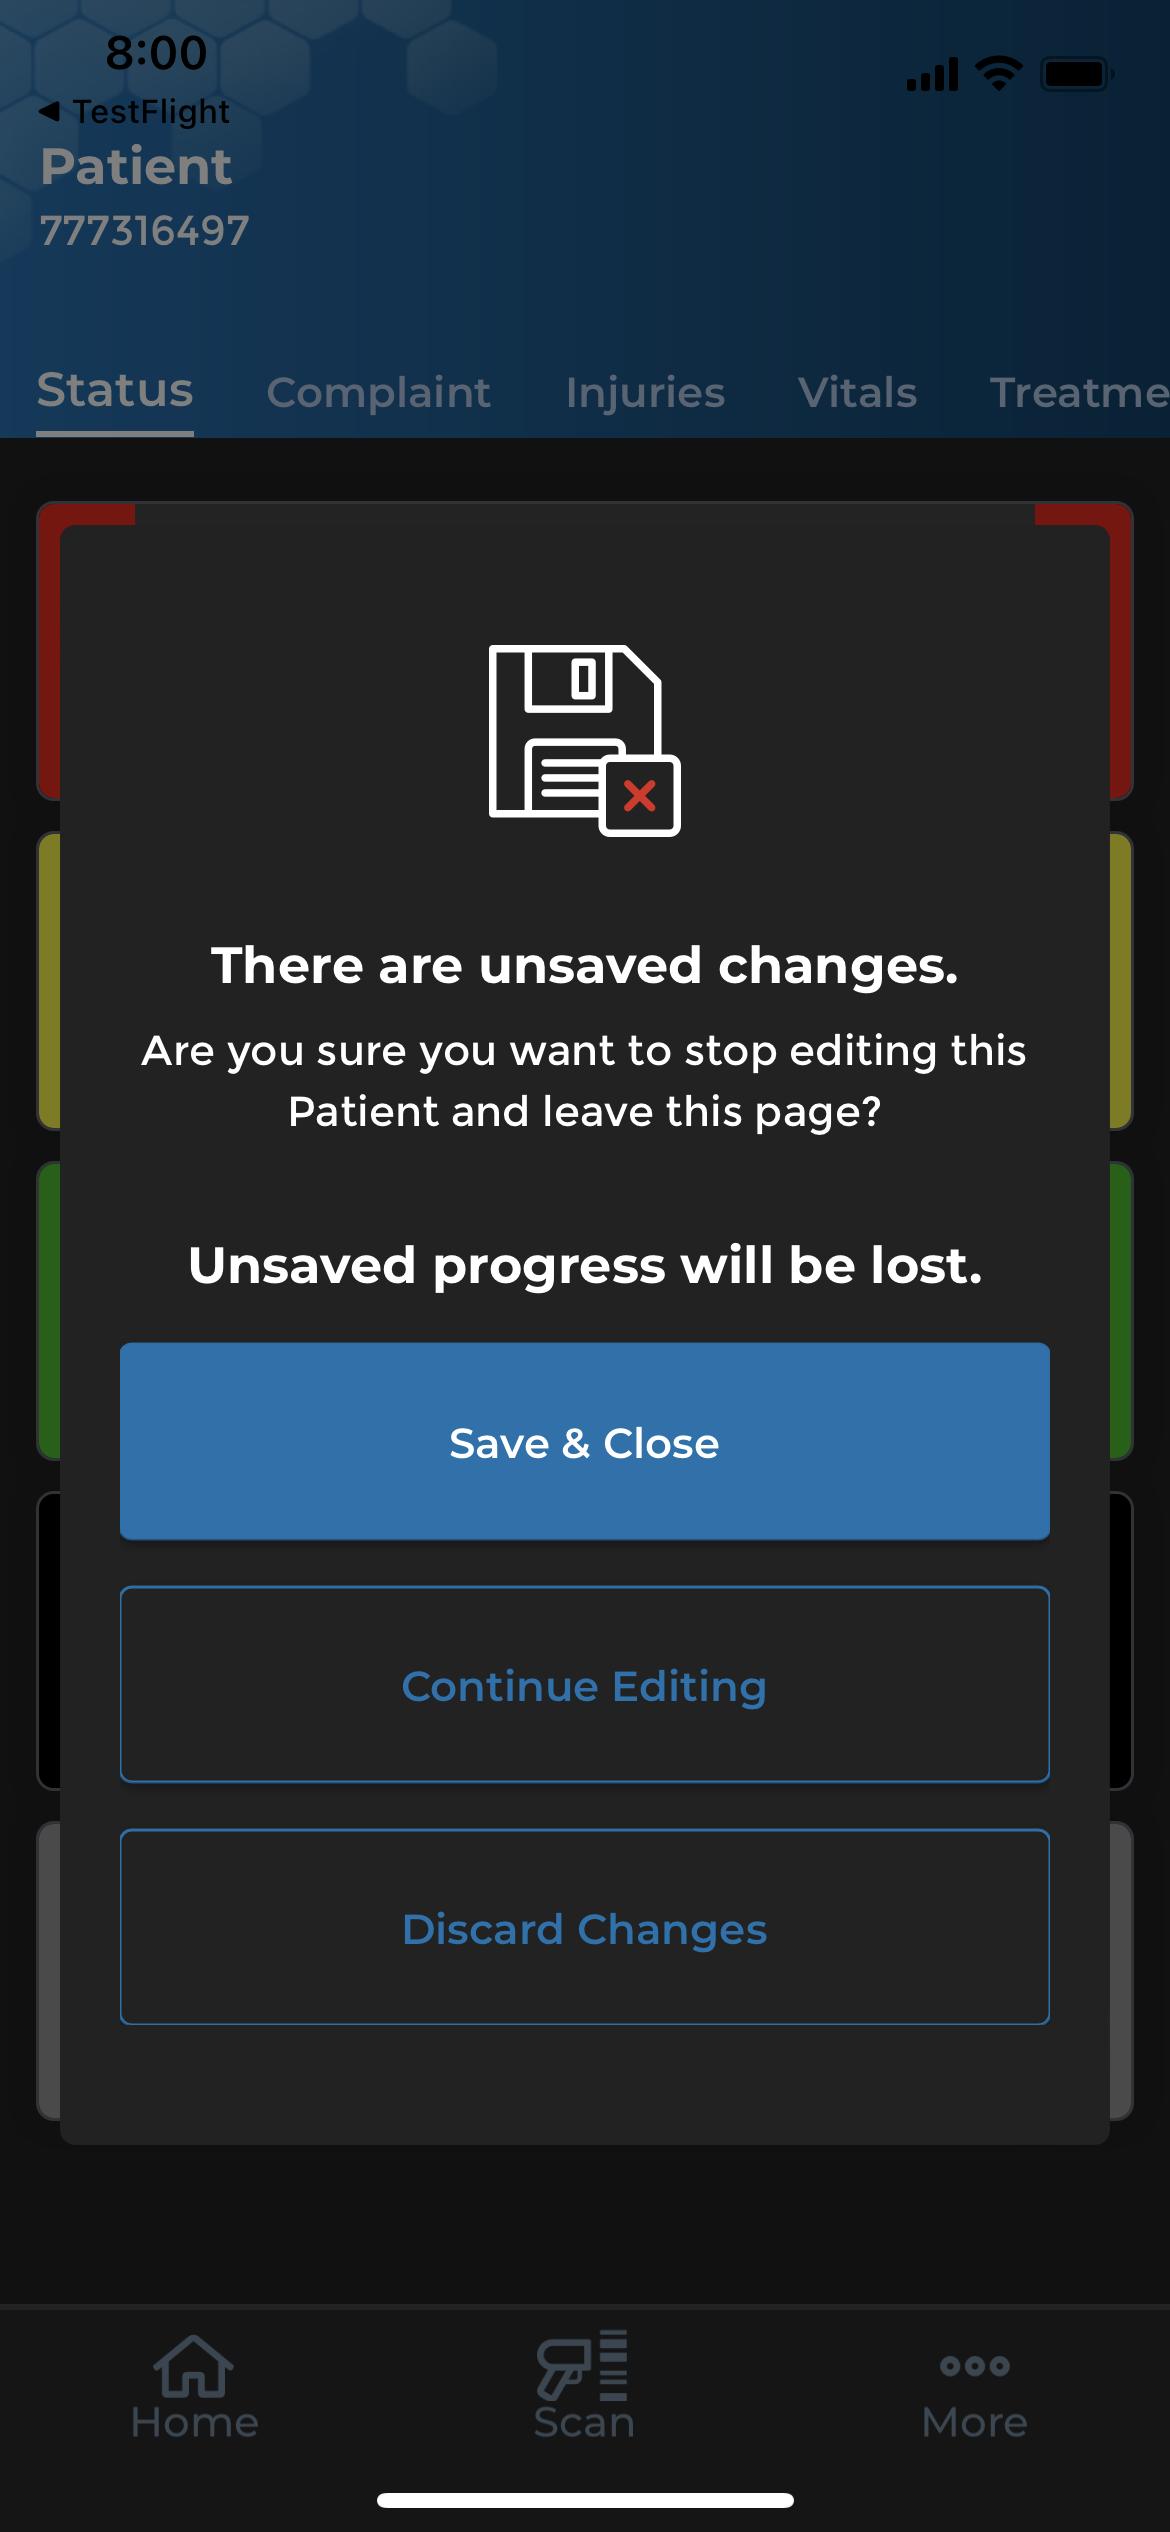 8:00
◀ TestFlight
Patient
777316497
Status Complaint Injuries Vitals Treatme
There are unsaved changes.
Are you sure you want to stop editing this
Patient and leave this page?
Unsaved progress will be lost.
Save & Close
Continue Editing
Discard Changes
Home Scan More